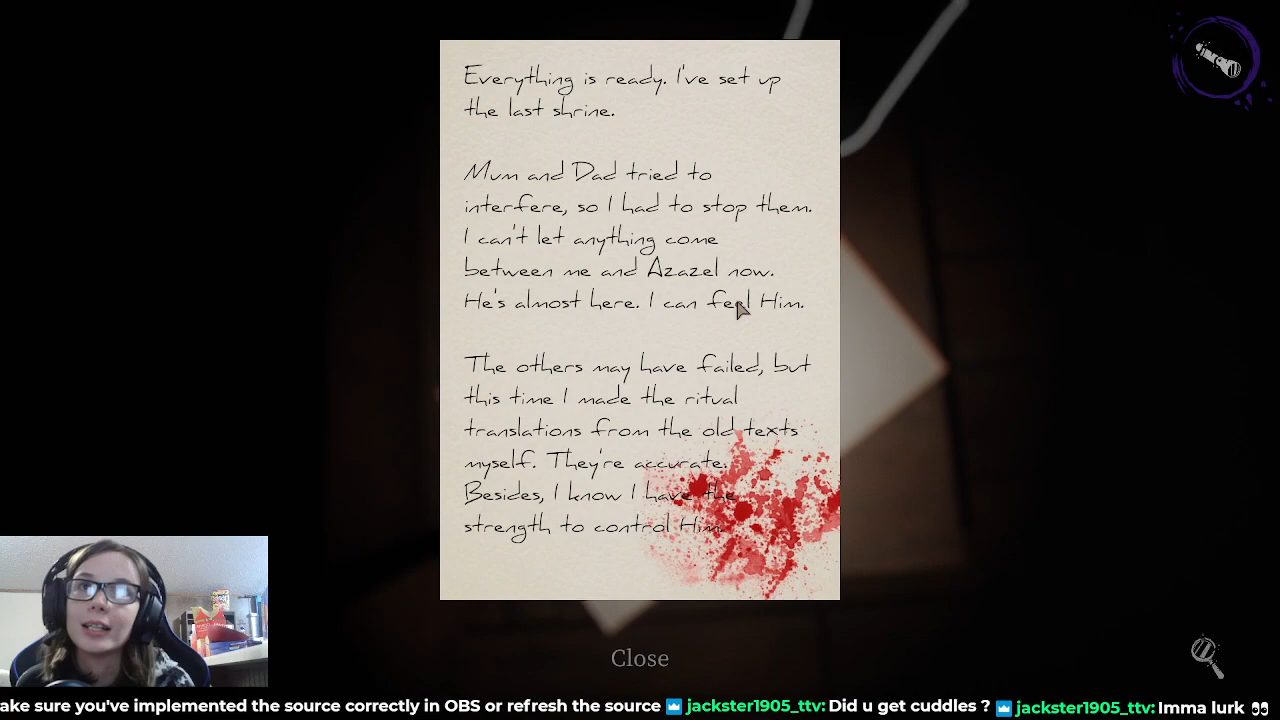 Everything is ready. I've set up
the last shrine.
Mum and Dad tried to
interfere, so I had to stop them.
I can't let anything come
between me and Azazel now.
He's almost here. I can feel Him.
The others may have failed, but
this time I made the ritual
translations from the old texts
myself. They're accurate.
Besides, I know I have the
strength to control Him.
Close
ake sure you've implemented the source correctly in OBS or refresh the source jackster1905_ttv: Did u get cuddles ? jackster1905_ttv: Imma lurk 👀